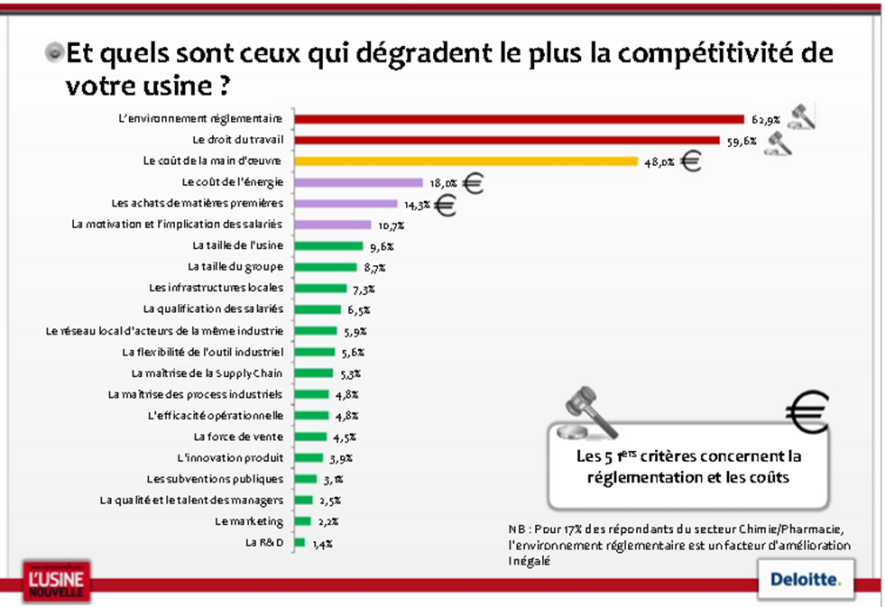 Et quels sont ceux qui dégradent le plus la compétitivité de
votre usine ?
L'environnement réglementaire 62,9%
Le droit du travail 59,6%
Le coût de la main d'œuvre 48,0% €
Le coût de l'énergie 18,0% €
Les achats de matières premières 14,3% €
La motivation et l'implication des salariés 10,7%
La taille de l'usine 9,6%
La taille du groupe 8,7%
Les infrastructures locales 7,3%
La qualification des salariés 6,5%
Le réseau local d'acteurs de la même industrie 5,9%
La flexibilité de l'outil industriel 5,6%
La maîtrise de la Supply Chain 5,3%
La maîtrise des process industriels 4,8%
L'efficacité opérationnelle 4,8%
La force de vente 4,5%
L'innovation produit 3,9%
Les subventions publiques 3,1%
La qualité et le talent des managers 2,5%
Le marketing 2,2%
La R&D 1,4%
€
Les 5 1ers critères concernent la
réglementation et les coûts
NB : Pour 17% des répondants du secteur Chimie/Pharmacie,
l'environnement réglementaire est un facteur d'amélioration
Inégalé
L'USINE
NOUVELLE
Deloitte.